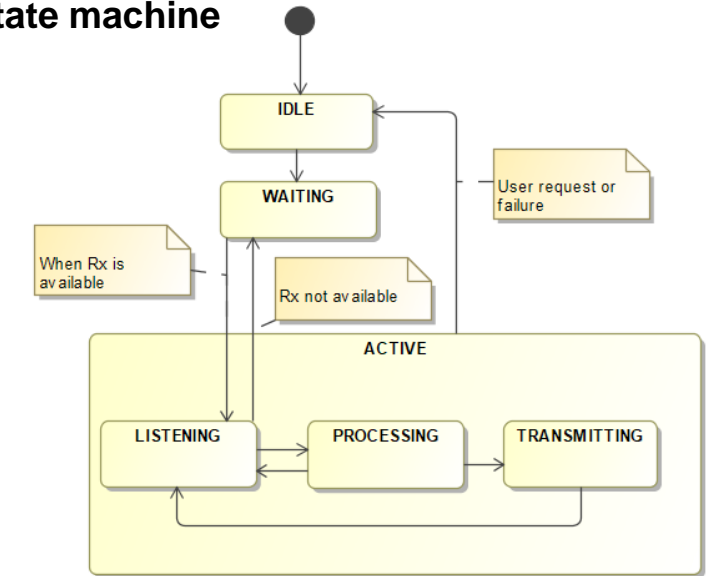 tate machine
IDLE
WAITING
User request or
failure
When Rx is
available
Rx not available
ACTIVE
LISTENING
PROCESSING
TRANSMITTING